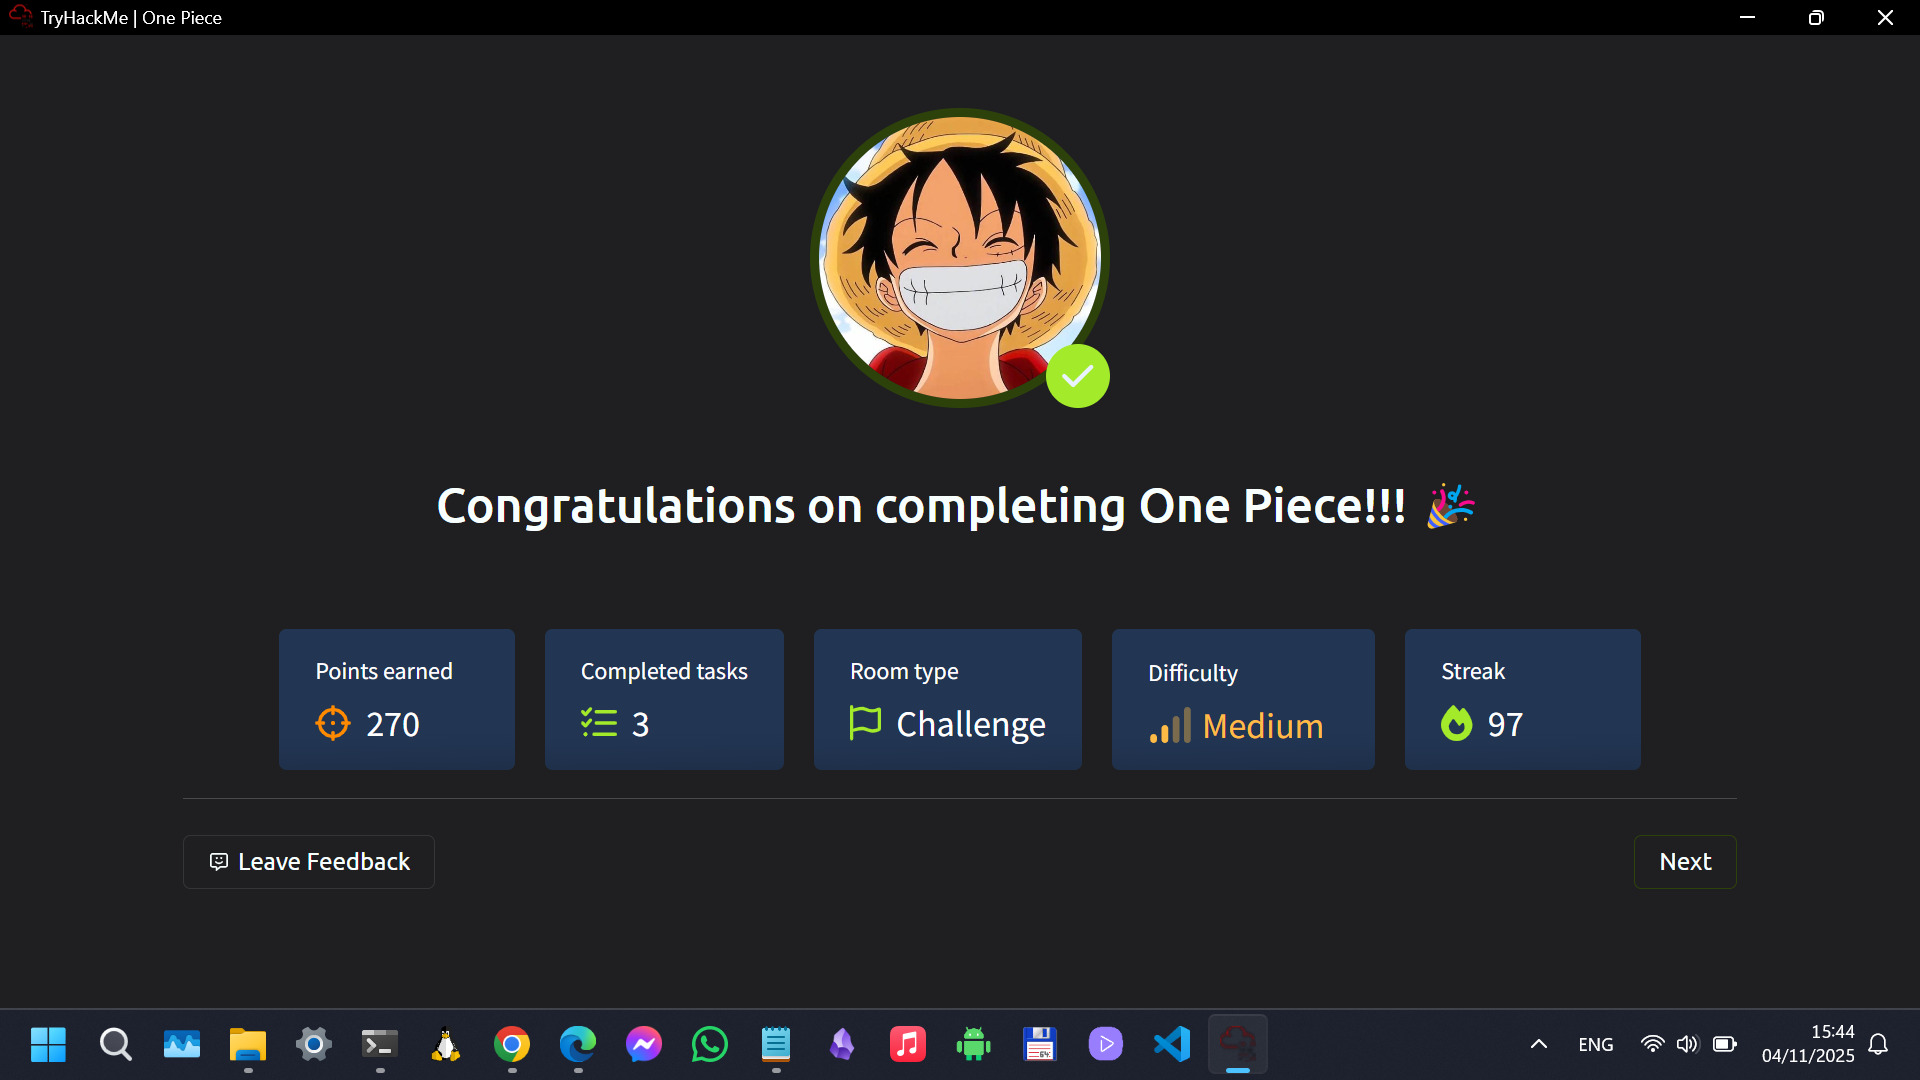 TryHackMe | One Piece
Congratulations on completing One Piece!!! 🎉
Points earned
270
Completed tasks
3
Room type
Challenge
Difficulty
Medium
Streak
97
Leave Feedback
Next
64
ENG
15:44
04/11/2025